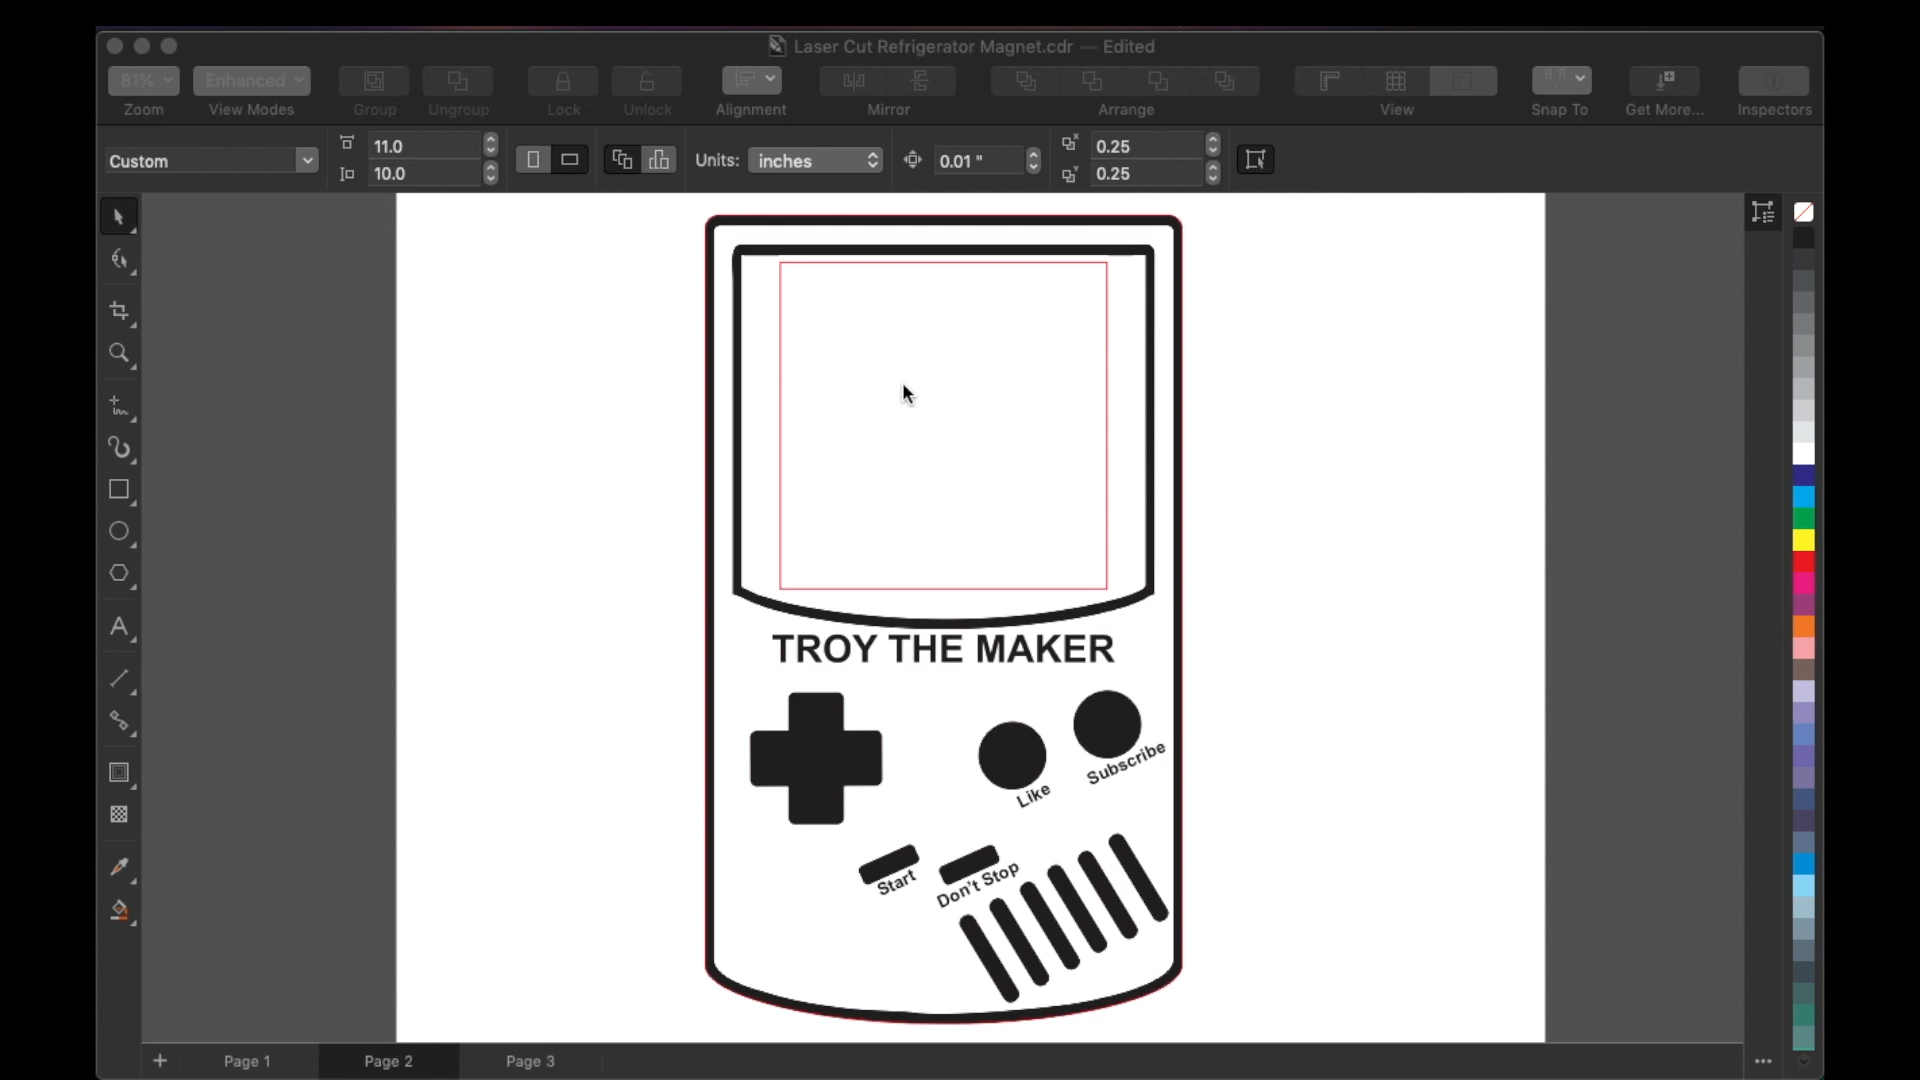 Laser Cut Refrigerator Magnet.cdr — Edited
81%
Enhanced
Zoom
View Modes
Group
Ungroup
Lock
Unlock
Alignment
Mirror
Arrange
View
Snap To
Get More...
Inspectors
Custom
11.0
10.0
Units:
inches
0.01 "
0.25
0.25
TROY THE MAKER
Like
Subscribe
Start
Don't Stop
Page 1
Page 2
Page 3